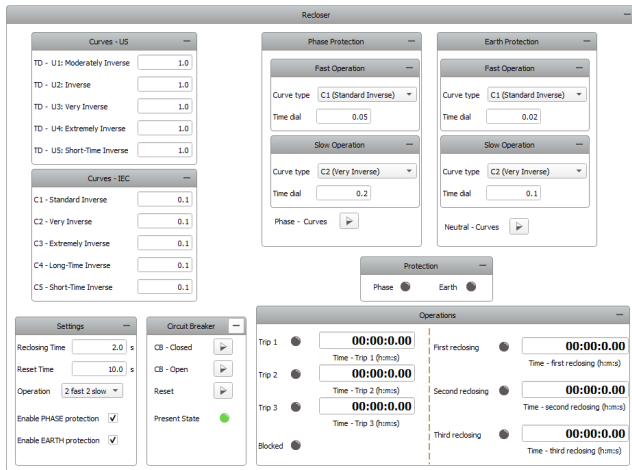 Recloser
Curves - US
TD - U1: Moderately Inverse 1.0
TD - U2: Inverse 1.0
TD - U3: Very Inverse 1.0
TD - U4: Extremely Inverse 1.0
TD - U5: Short-Time Inverse 1.0
Curves - IEC
C1 - Standard Inverse 0.1
C2 - Very Inverse 0.1
C3 - Extremely Inverse 0.1
C4 - Long-Time Inverse 0.1
C5 - Short-Time Inverse 0.1
Phase Protection
Fast Operation
Curve type C1 (Standard Inverse)
Time dial 0.05
Slow Operation
Curve type C2 (Very Inverse)
Time dial 0.2
Phase - Curves
Earth Protection
Fast Operation
Curve type C1 (Standard Inverse)
Time dial 0.02
Slow Operation
Curve type C2 (Very Inverse)
Time dial 0.1
Neutral - Curves
Protection
Phase Earth
Settings
Reclosing Time 2.0 s
Reset Time 10.0 s
Operation 2 fast 2 slow
Enable PHASE protection
Enable EARTH protection
Circuit Breaker
CB - Closed
CB - Open
Reset
Present State
Operations
Trip 1 00:00:0.00
Time - Trip 1 (h:m:s)
Trip 2 00:00:0.00
Time - Trip 2 (h:m:s)
Trip 3 00:00:0.00
Time - Trip 3 (h:m:s)
Blocked
First reclosing 00:00:0.00
Time - first reclosing (h:m:s)
Second reclosing 00:00:0.00
Time - second reclosing (h:m:s)
Third reclosing 00:00:0.00
Time - third reclosing (h:m:s)